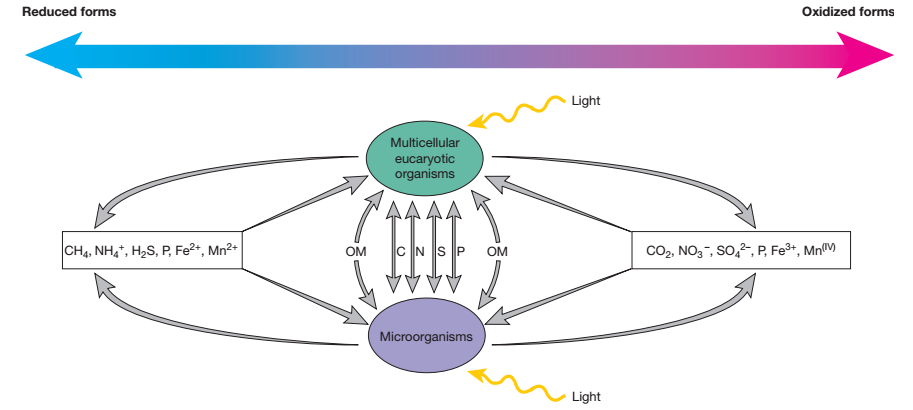 Reduced forms
Oxidized forms
Light
Multicellular
eucaryotic
organisms
CH₄, NH₄⁺, H₂S, P, Fe²⁺, Mn²⁺
OM
C
N
S
P
OM
CO₂, NO₃⁻, SO₄²⁻, P, Fe³⁺, Mn⁽ᴵⱽ⁾
Microorganisms
Light